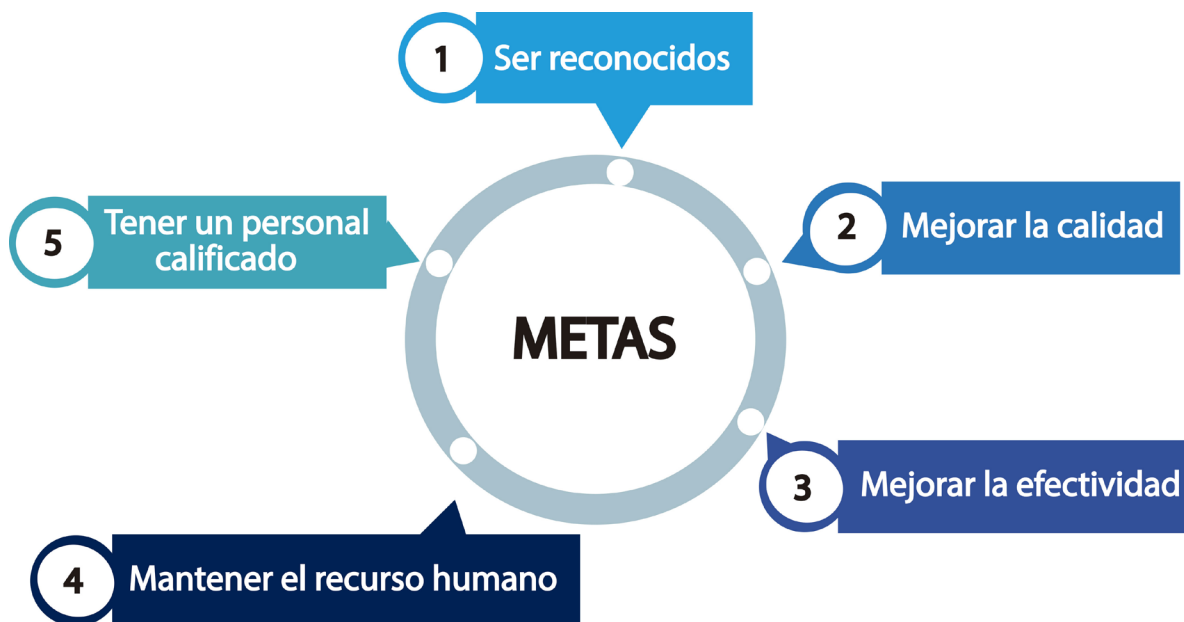 1
Ser reconocidos
2
Mejorar la calidad
3
Mejorar la efectividad
4
Mantener el recurso humano
5
Tener un personal
calificado
METAS